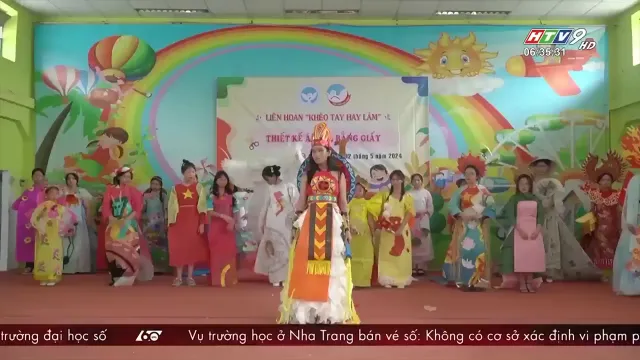 HTV9 HD
06:35:31
LIÊN HOAN "KHÉO TAY HAY LÀM"
THIẾT KẾ BẰNG GIẤY
tháng 5 năm 2024
trường đại học số
60
Vụ trường học ở Nha Trang bán vé số: Không có cơ sở xác định vi phạm p